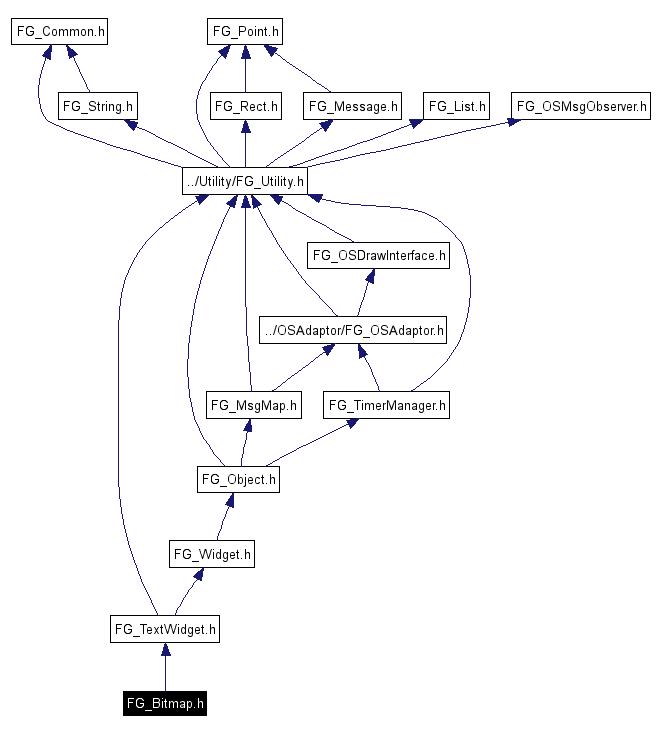 FG_Common.h
FG_Point.h
FG_String.h
FG_Rect.h
FG_Message.h
FG_List.h
FG_OSMsgObserver.h
../Utility/FG_Utility.h
FG_OSDrawInterface.h
../OSAdaptor/FG_OSAdaptor.h
FG_MsgMap.h
FG_TimerManager.h
FG_Object.h
FG_Widget.h
FG_TextWidget.h
FG_Bitmap.h